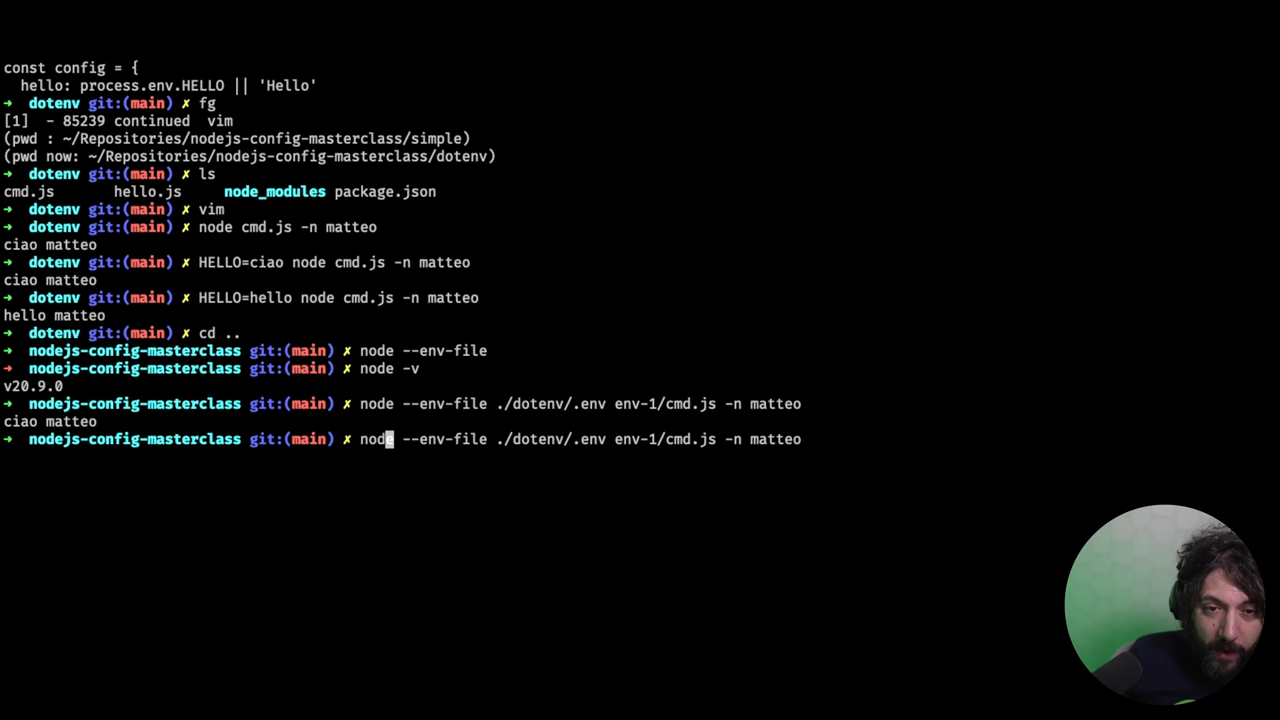 const config = {
  hello: process.env.HELLO || 'Hello'
➜  dotenv git:(main) ✗ fg
[1]  - 85239 continued  vim
(pwd : ~/Repositories/nodejs-config-masterclass/simple)
(pwd now: ~/Repositories/nodejs-config-masterclass/dotenv)
➜  dotenv git:(main) ✗ ls
cmd.js       hello.js     node_modules package.json
➜  dotenv git:(main) ✗ vim
➜  dotenv git:(main) ✗ node cmd.js -n matteo
ciao matteo
➜  dotenv git:(main) ✗ HELLO=ciao node cmd.js -n matteo
ciao matteo
➜  dotenv git:(main) ✗ HELLO=hello node cmd.js -n matteo
hello matteo
➜  dotenv git:(main) ✗ cd ..
➜  nodejs-config-masterclass git:(main) ✗ node --env-file
➜  nodejs-config-masterclass git:(main) ✗ node -v
v20.9.0
➜  nodejs-config-masterclass git:(main) ✗ node --env-file ./dotenv/.env env-1/cmd.js -n matteo
ciao matteo
➜  nodejs-config-masterclass git:(main) ✗ node --env-file ./dotenv/.env env-1/cmd.js -n matteo